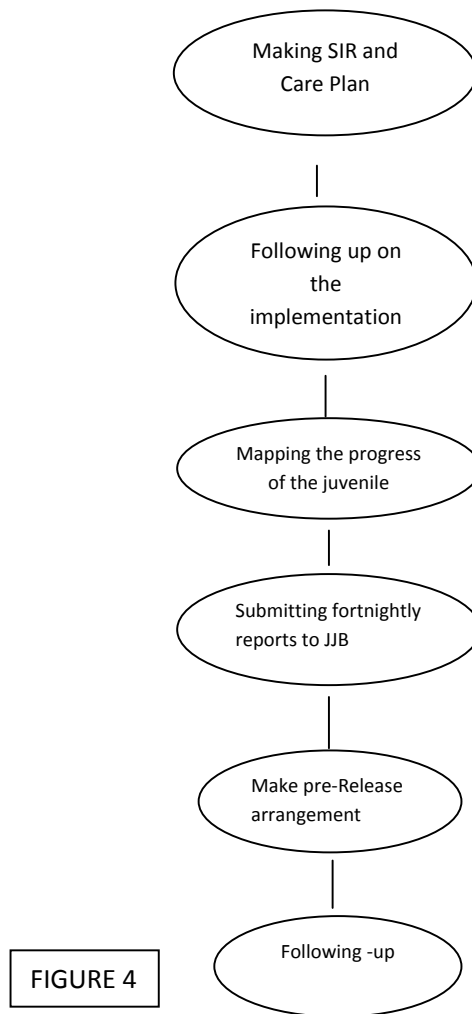 Making SIR and
Care Plan
Following up on
the
implementation
Mapping the progress
of the juvenile
Submitting fortnightly
reports to JJB
Make pre-Release
arrangement
Following -up
FIGURE 4